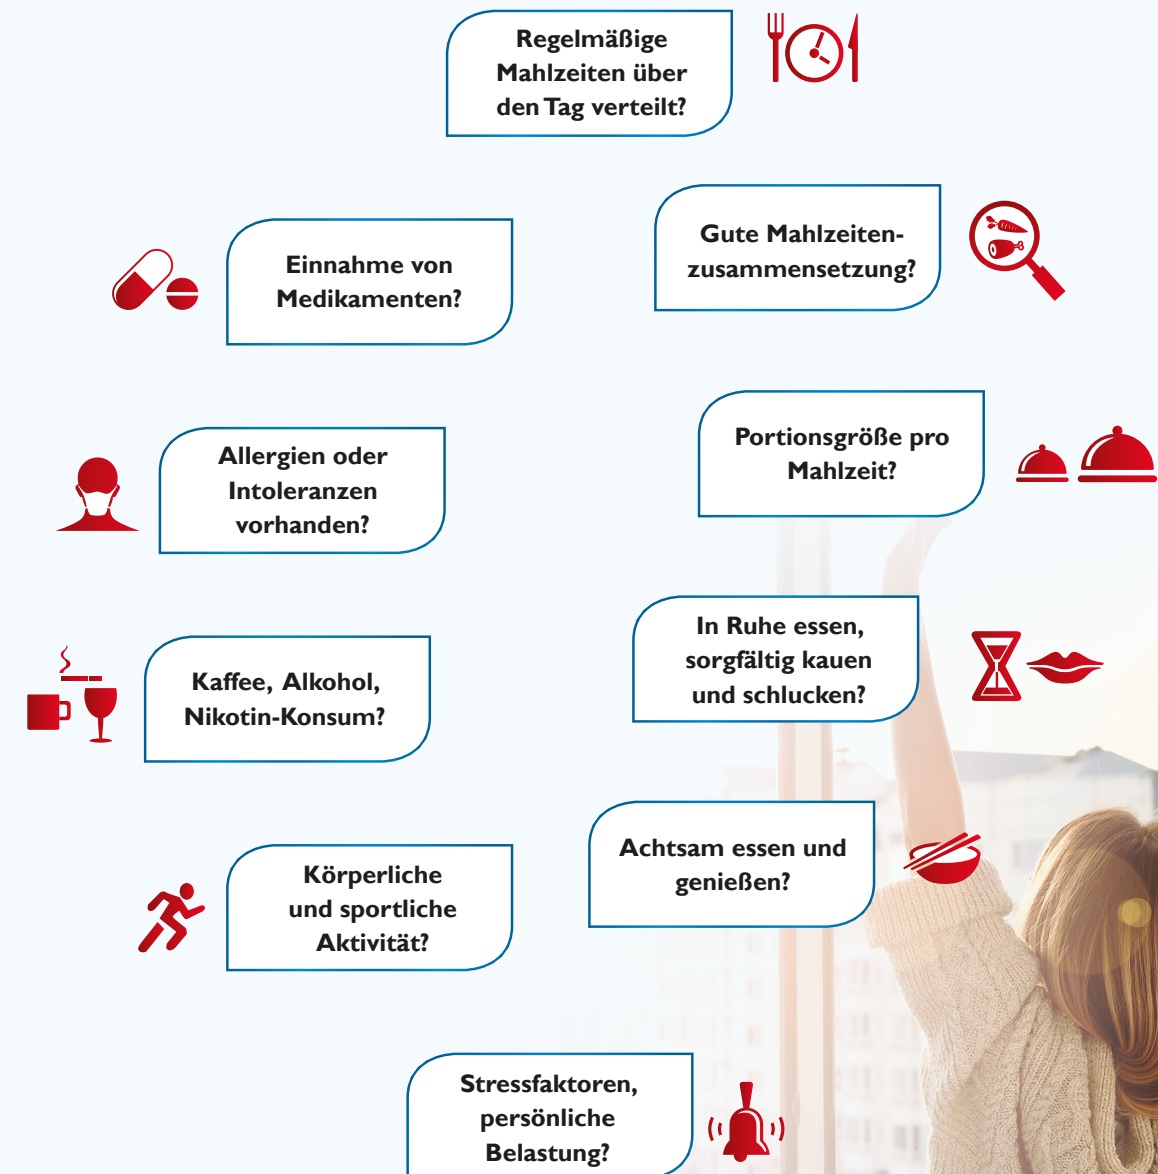 Regelmäßige
Mahlzeiten über
den Tag verteilt?
Gute Mahlzeiten-
zusammensetzung?
Einnahme von
Medikamenten?
Portionsgröße pro
Mahlzeit?
Allergien oder
Intoleranzen
vorhanden?
In Ruhe essen,
sorgfältig kauen
und schlucken?
Kaffee, Alkohol,
Nikotin-Konsum?
Achtsam essen und
genießen?
Körperliche
und sportliche
Aktivität?
Stressfaktoren,
persönliche
Belastung?